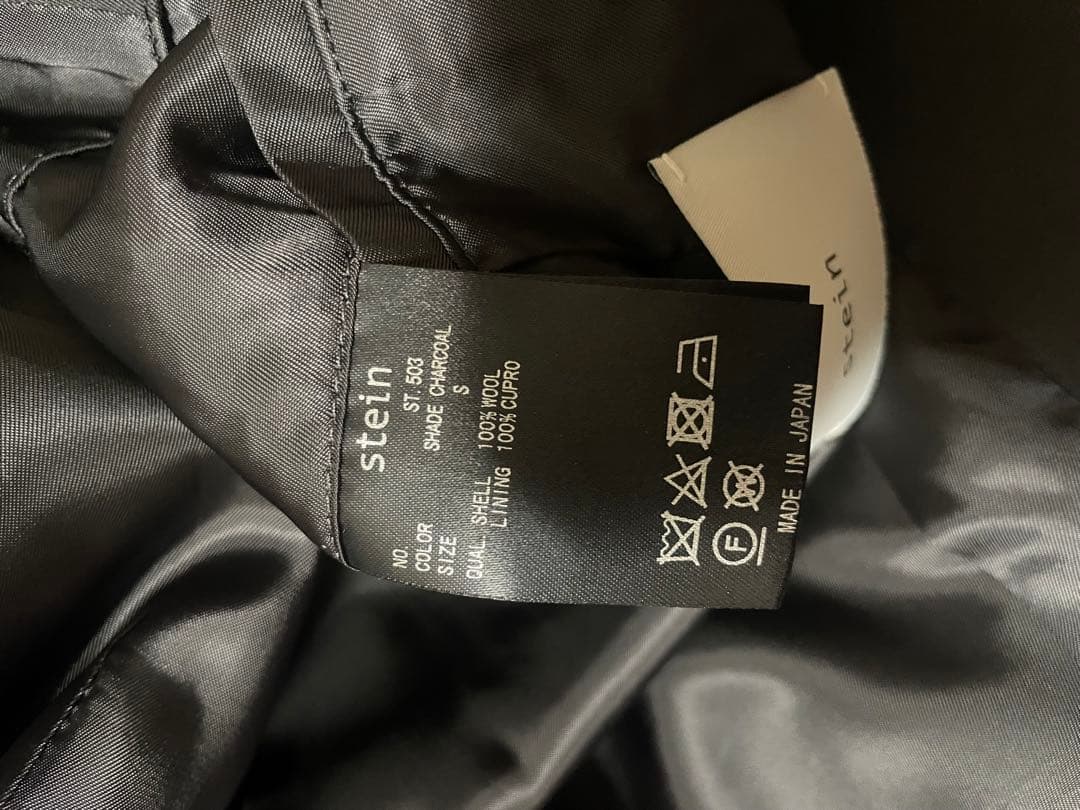 stein
NO. ST. 503
COLOR SHADE CHARCOAL
SIZE S
QUAL. SHELL 100% WOOL
LINING 100% CUPRO
F W
MADE IN JAPAN
stein